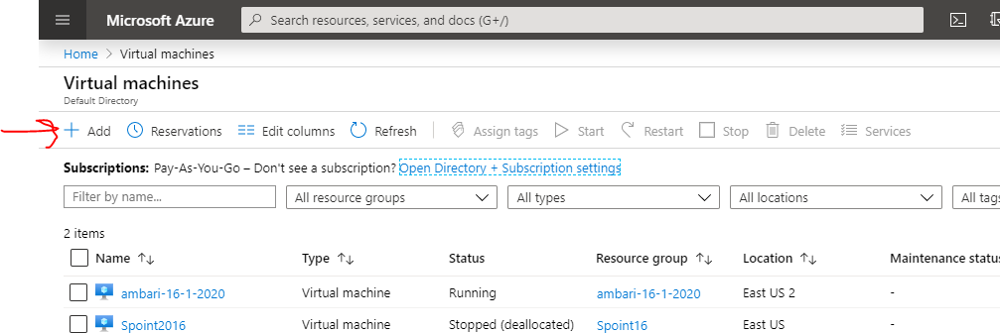 Microsoft Azure Search resources, services, and docs (G+/)
Home > Virtual machines
Virtual machines
Default Directory
+ Add Reservations Edit columns Refresh Assign tags Start Restart Stop Delete Services
Subscriptions: Pay-As-You-Go – Don't see a subscription? Open Directory + Subscription settings
Filter by name... All resource groups All types All locations All tags
2 items
Name ↑↓ Type ↑↓ Status Resource group ↑↓ Location ↑↓ Maintenance status
ambari-16-1-2020 Virtual machine Running ambari-16-1-2020 East US 2 -
Spoint2016 Virtual machine Stopped (deallocated) Spoint16 East US -